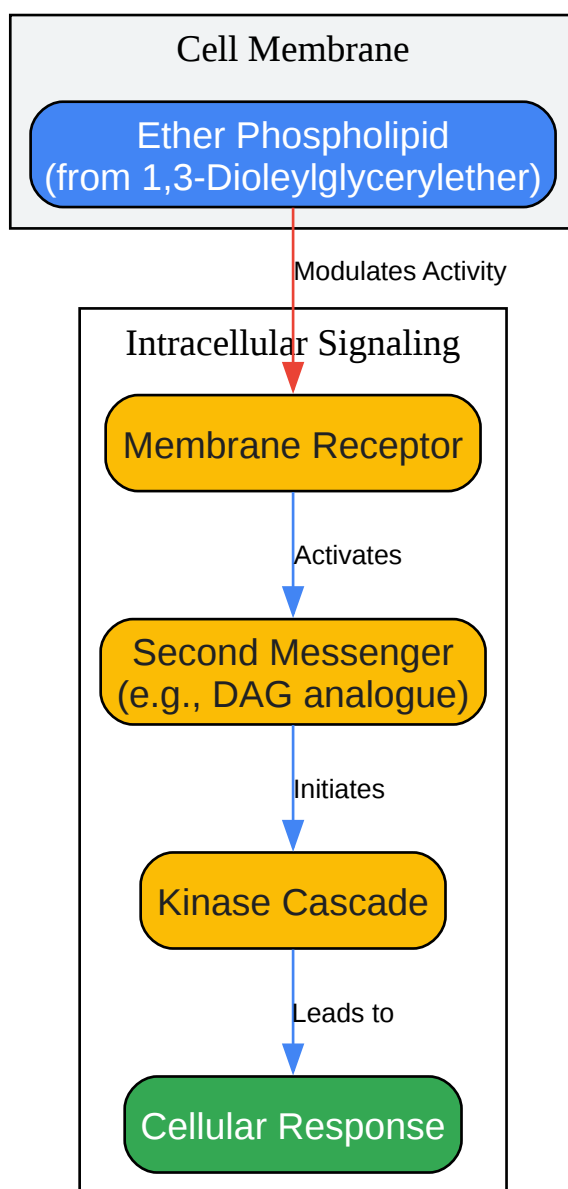 Cell Membrane
Ether Phospholipid
(from 1,3-Dioleylglycerylether)
Modulates Activity
Intracellular Signaling
Membrane Receptor
Activates
Second Messenger
(e.g., DAG analogue)
Initiates
Kinase Cascade
Leads to
Cellular Response